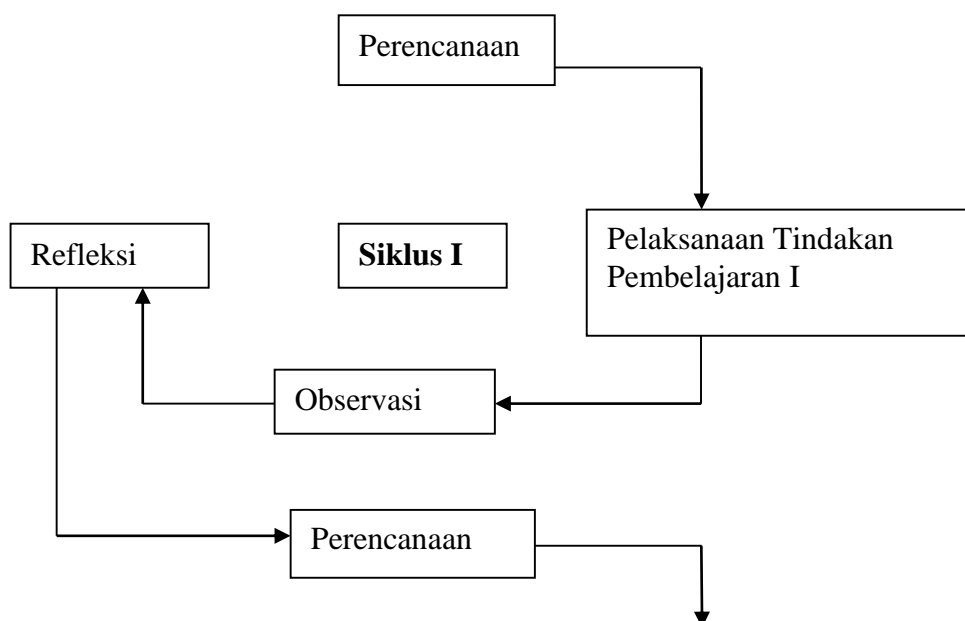 Perencanaan
Refleksi
Siklus I
Pelaksanaan Tindakan
Pembelajaran I
Observasi
Perencanaan